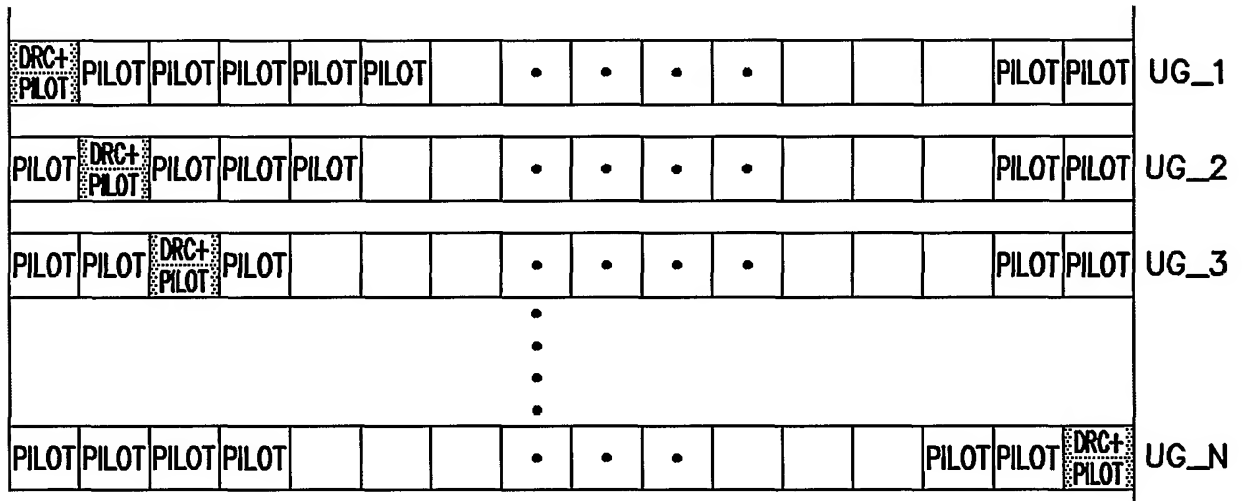 DRC+ PILOT PILOT PILOT PILOT PILOT PILOT • • • • PILOT PILOT UG_1
PILOT DRC+ PILOT PILOT PILOT PILOT • • • • PILOT PILOT UG_2
PILOT PILOT DRC+ PILOT PILOT • • • • PILOT PILOT UG_3
PILOT PILOT PILOT PILOT • • • PILOT PILOT DRC+ PILOT UG_N